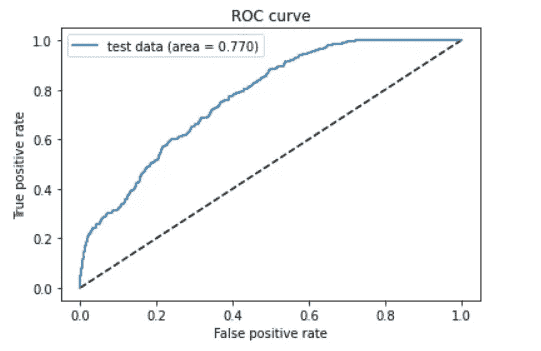 ROC curve
test data (area = 0.770)
True positive rate
1.0
0.8
0.6
0.4
0.2
0.0
0.0 0.2 0.4 0.6 0.8 1.0
False positive rate